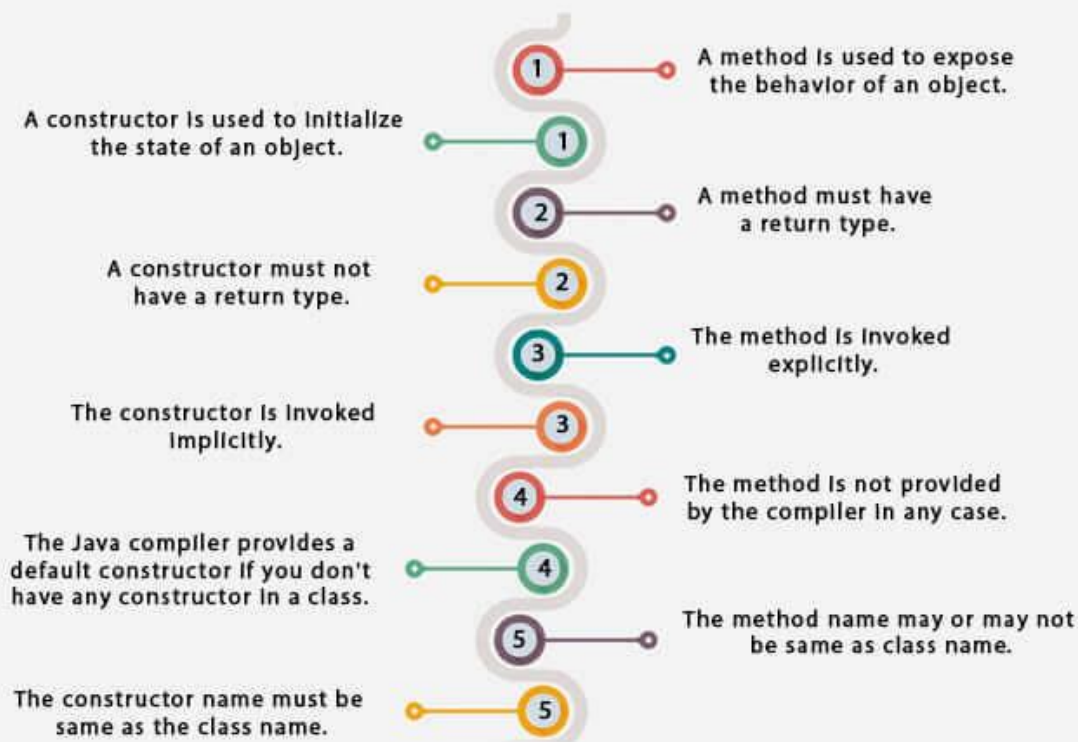 1
A method is used to expose
the behavior of an object.
A constructor is used to initialize
the state of an object.
1
2
A method must have
a return type.
A constructor must not
have a return type.
2
3
The method is invoked
explicitly.
The constructor is invoked
implicitly.
3
4
The method is not provided
by the compiler in any case.
The Java compiler provides a
default constructor if you don't
have any constructor in a class.
4
5
The method name may or may not
be same as class name.
The constructor name must be
same as the class name.
5